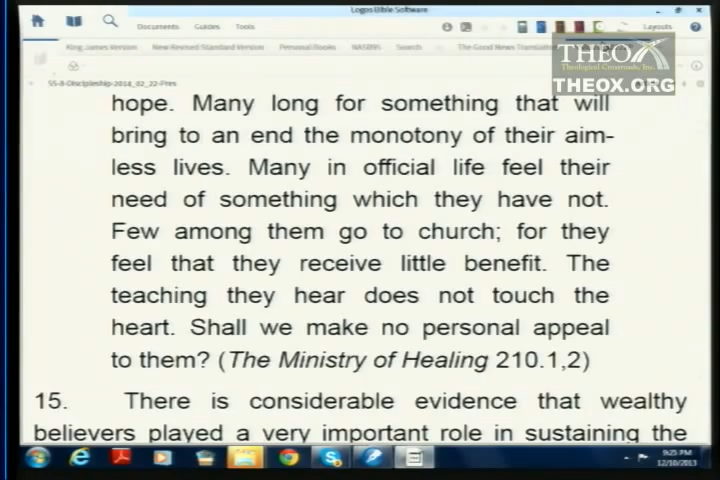 Logos Bible Software
Documents Guides Tools
Layouts
King James Version New Revised Standard Version Personal Books NASB95 Search The Good News Translation
THEOX
Theological Crossroads, Inc.
THEOX.ORG
SS-8-Discipleship-2014_02_22-Pres
hope. Many long for something that will
bring to an end the monotony of their aim-
less lives. Many in official life feel their
need of something which they have not.
Few among them go to church; for they
feel that they receive little benefit. The
teaching they hear does not touch the
heart. Shall we make no personal appeal
to them? (The Ministry of Healing 210.1,2)
15. There is considerable evidence that wealthy
believers played a very important role in sustaining the
9:25 PM
12/10/2013